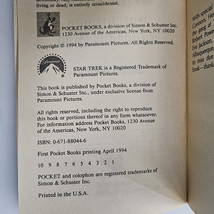 living or dead, is entirely coincidental.
POCKET BOOKS, a division of Simon & Schuster Inc.
1230 Avenue of the Americas, New York, NY 10020
Copyright © 1994 by Paramount Pictures. All Rights Reserved.
STAR TREK is a Registered Trademark of
Paramount Pictures.
This book is published by Pocket Books, a division of
Simon & Schuster Inc., under exclusive license from
Paramount Pictures.
All rights reserved, including the right to reproduce
this book or portions thereof in any form whatsoever.
For information address Pocket Books, 1230 Avenue
of the Americas, New York, NY 10020
ISBN: 0-671-88044-6
First Pocket Books printing April 1994
10 9 8 7 6 5 4 3 2 1
POCKET and colophon are registered trademarks of
Simon & Schuster Inc.
Printed in the U.S.A.